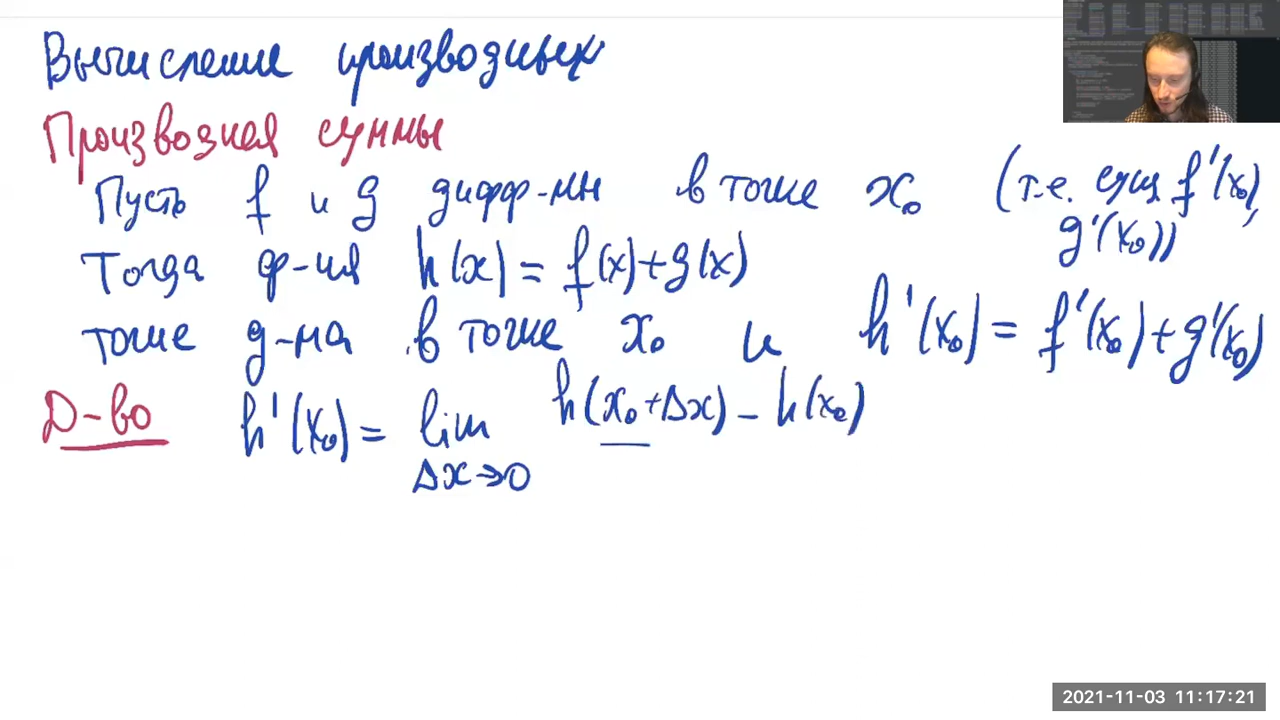 Вычисление производных
Производная суммы
Пусть f и g дифф-мы в точке x₀ (т.е. сущ f'(x₀),
g'(x₀))
Тогда ф-ия h(x) = f(x)+g(x)
тоже д-ма в точке x₀ и h'(x₀) = f'(x₀)+g'(x₀)
Д-во h'(x₀) = lim h(x₀+Δx) - h(x₀)
Δx→0
2021-11-03 11:17:21